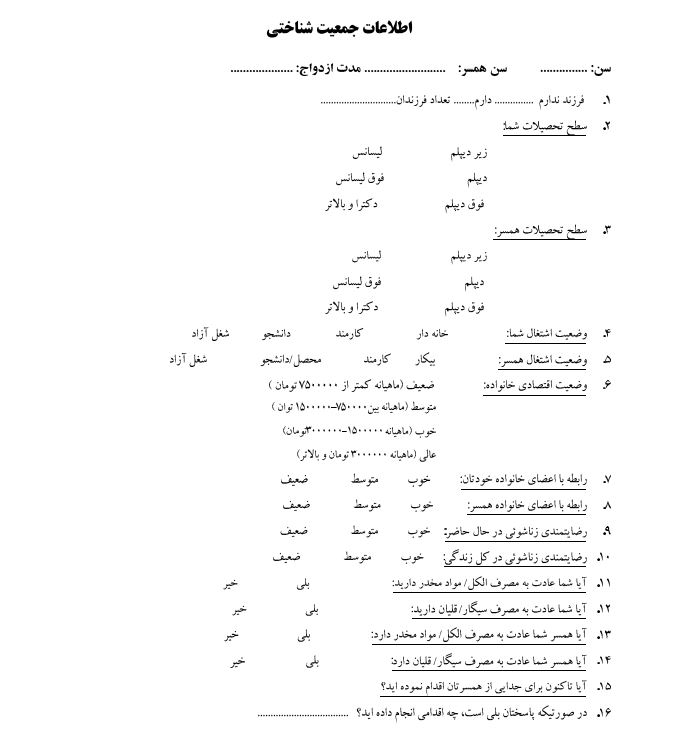 اطلاعات جمعیت شناختی
سن: ............... سن همسر: .......................... مدت ازدواج: ....................
۱. فرزند ندارم ............... دارم........ تعداد فرزندان.............................
۲. سطح تحصیلات شما:
زیر دیپلم لیسانس
دیپلم فوق لیسانس
فوق دیپلم دکترا و بالاتر
۳. سطح تحصیلات همسر:
زیر دیپلم لیسانس
دیپلم فوق لیسانس
فوق دیپلم دکترا و بالاتر
۴. وضعیت اشتغال شما: خانه دار کارمند دانشجو شغل آزاد
۵. وضعیت اشتغال همسر: بیکار کارمند محصل/دانشجو شغل آزاد
۶. وضعیت اقتصادی خانواده: ضعیف (ماهیانه کمتر از ۷۵۰۰۰۰۰ تومان )
متوسط (ماهیانه بین۷۵۰۰۰۰-۱۵۰۰۰۰۰ توان )
خوب (ماهیانه ۱۵۰۰۰۰۰-۳۰۰۰۰۰۰تومان)
عالی (ماهیانه ۳۰۰۰۰۰۰ تومان و بالاتر)
۷. رابطه با اعضای خانواده خودتان: خوب متوسط ضعیف
۸. رابطه با اعضای خانواده همسر: خوب متوسط ضعیف
۹. رضایتمندی زناشوئی در حال حاضر: خوب متوسط ضعیف
۱۰. رضایتمندی زناشوئی در کل زندگی: خوب متوسط ضعیف
۱۱. آیا شما عادت به مصرف الکل/ مواد مخدر دارید: بلی خیر
۱۲. آیا شما عادت به مصرف سیگار/ قلیان دارید: بلی خیر
۱۳. آیا همسر شما عادت به مصرف الکل/ مواد مخدر دارد: بلی خیر
۱۴. آیا همسر شما عادت به مصرف سیگار/ قلیان دارد: بلی خیر
۱۵. آیا تاکنون برای جدایی از همسرتان اقدام نموده اید؟
۱۶. در صورتیکه پاسختان بلی است، چه اقدامی انجام داده اید؟ ...................................